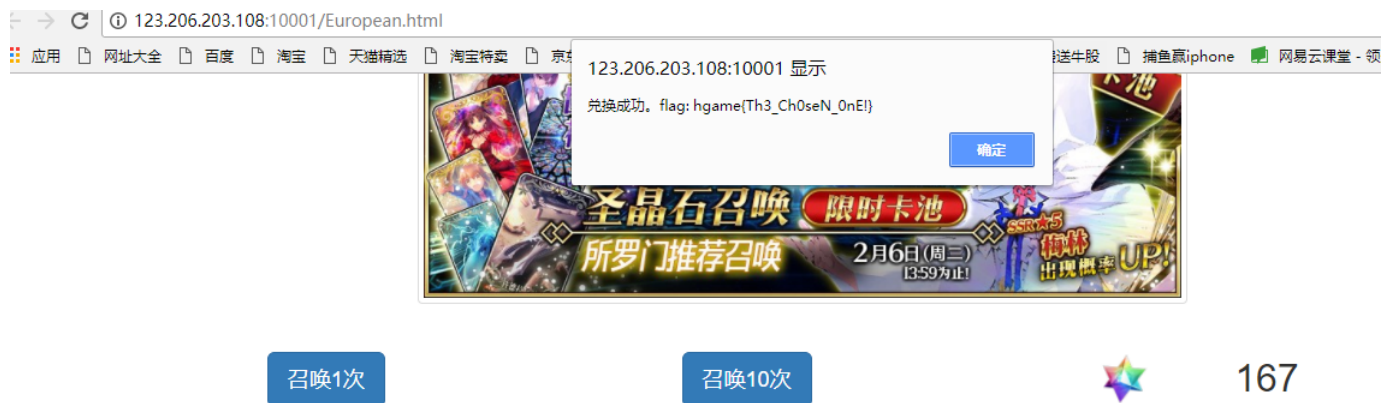 123.206.203.108:10001/European.html
应用 网址大全 百度 淘宝 天猫精选 淘宝特卖 送牛股 捕鱼赢iphone 网易云课堂 - 领
123.206.203.108:10001 显示
兑换成功。flag: hgame{Th3_Ch0seN_0nE!}
确定
圣晶石召唤 限时卡池
SSR★5
梅林
出现概率UP!
所罗门推荐召唤 2月6日(周二)
13:59为止!
召唤1次 召唤10次 167